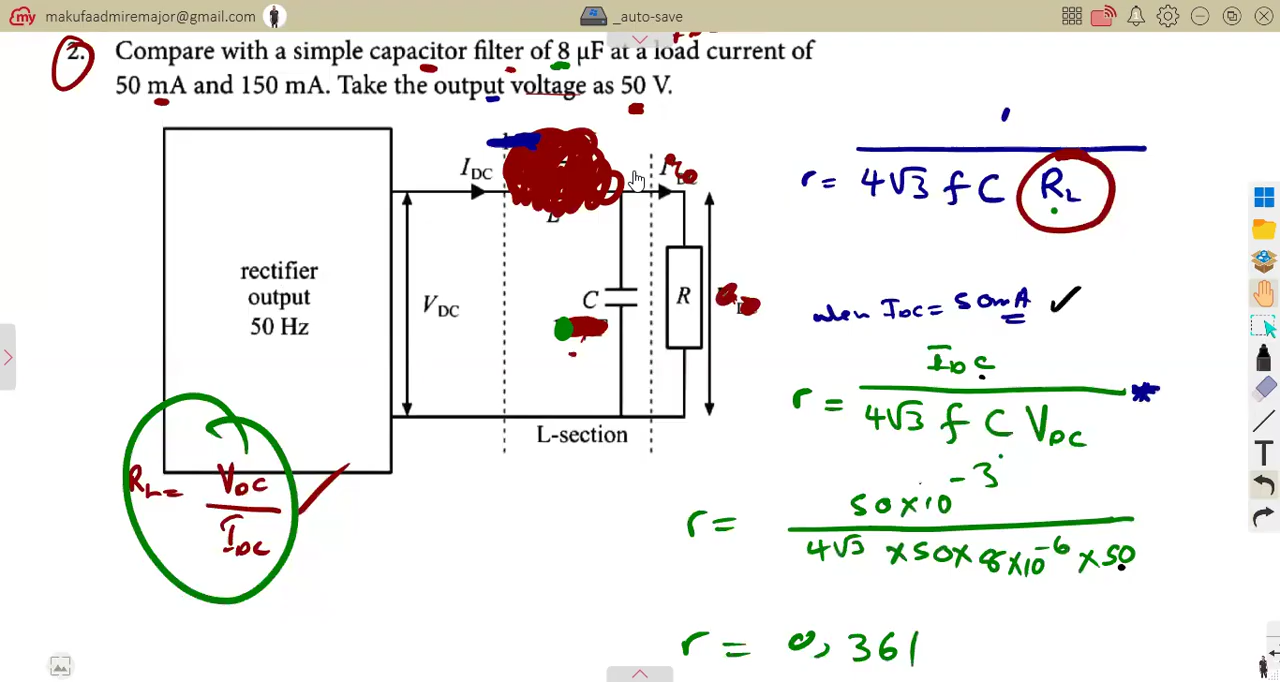 my makufaadmiremajor@gmail.com _auto-save
2. Compare with a simple capacitor filter of 8 μF at a load current of
50 mA and 150 mA. Take the output voltage as 50 V.
rectifier
output
50 Hz
V_DC
I_DC
L
C
R
L-section
R_L = V_DC / I_DC
r = / 4√3 f C R_L
when I_DC = 50mA ✓
r = I_DC / 4√3 f C V_DC *
r = 50×10^-3 / 4√3 ×50×8×10^-6 ×50
r = 0,361
T